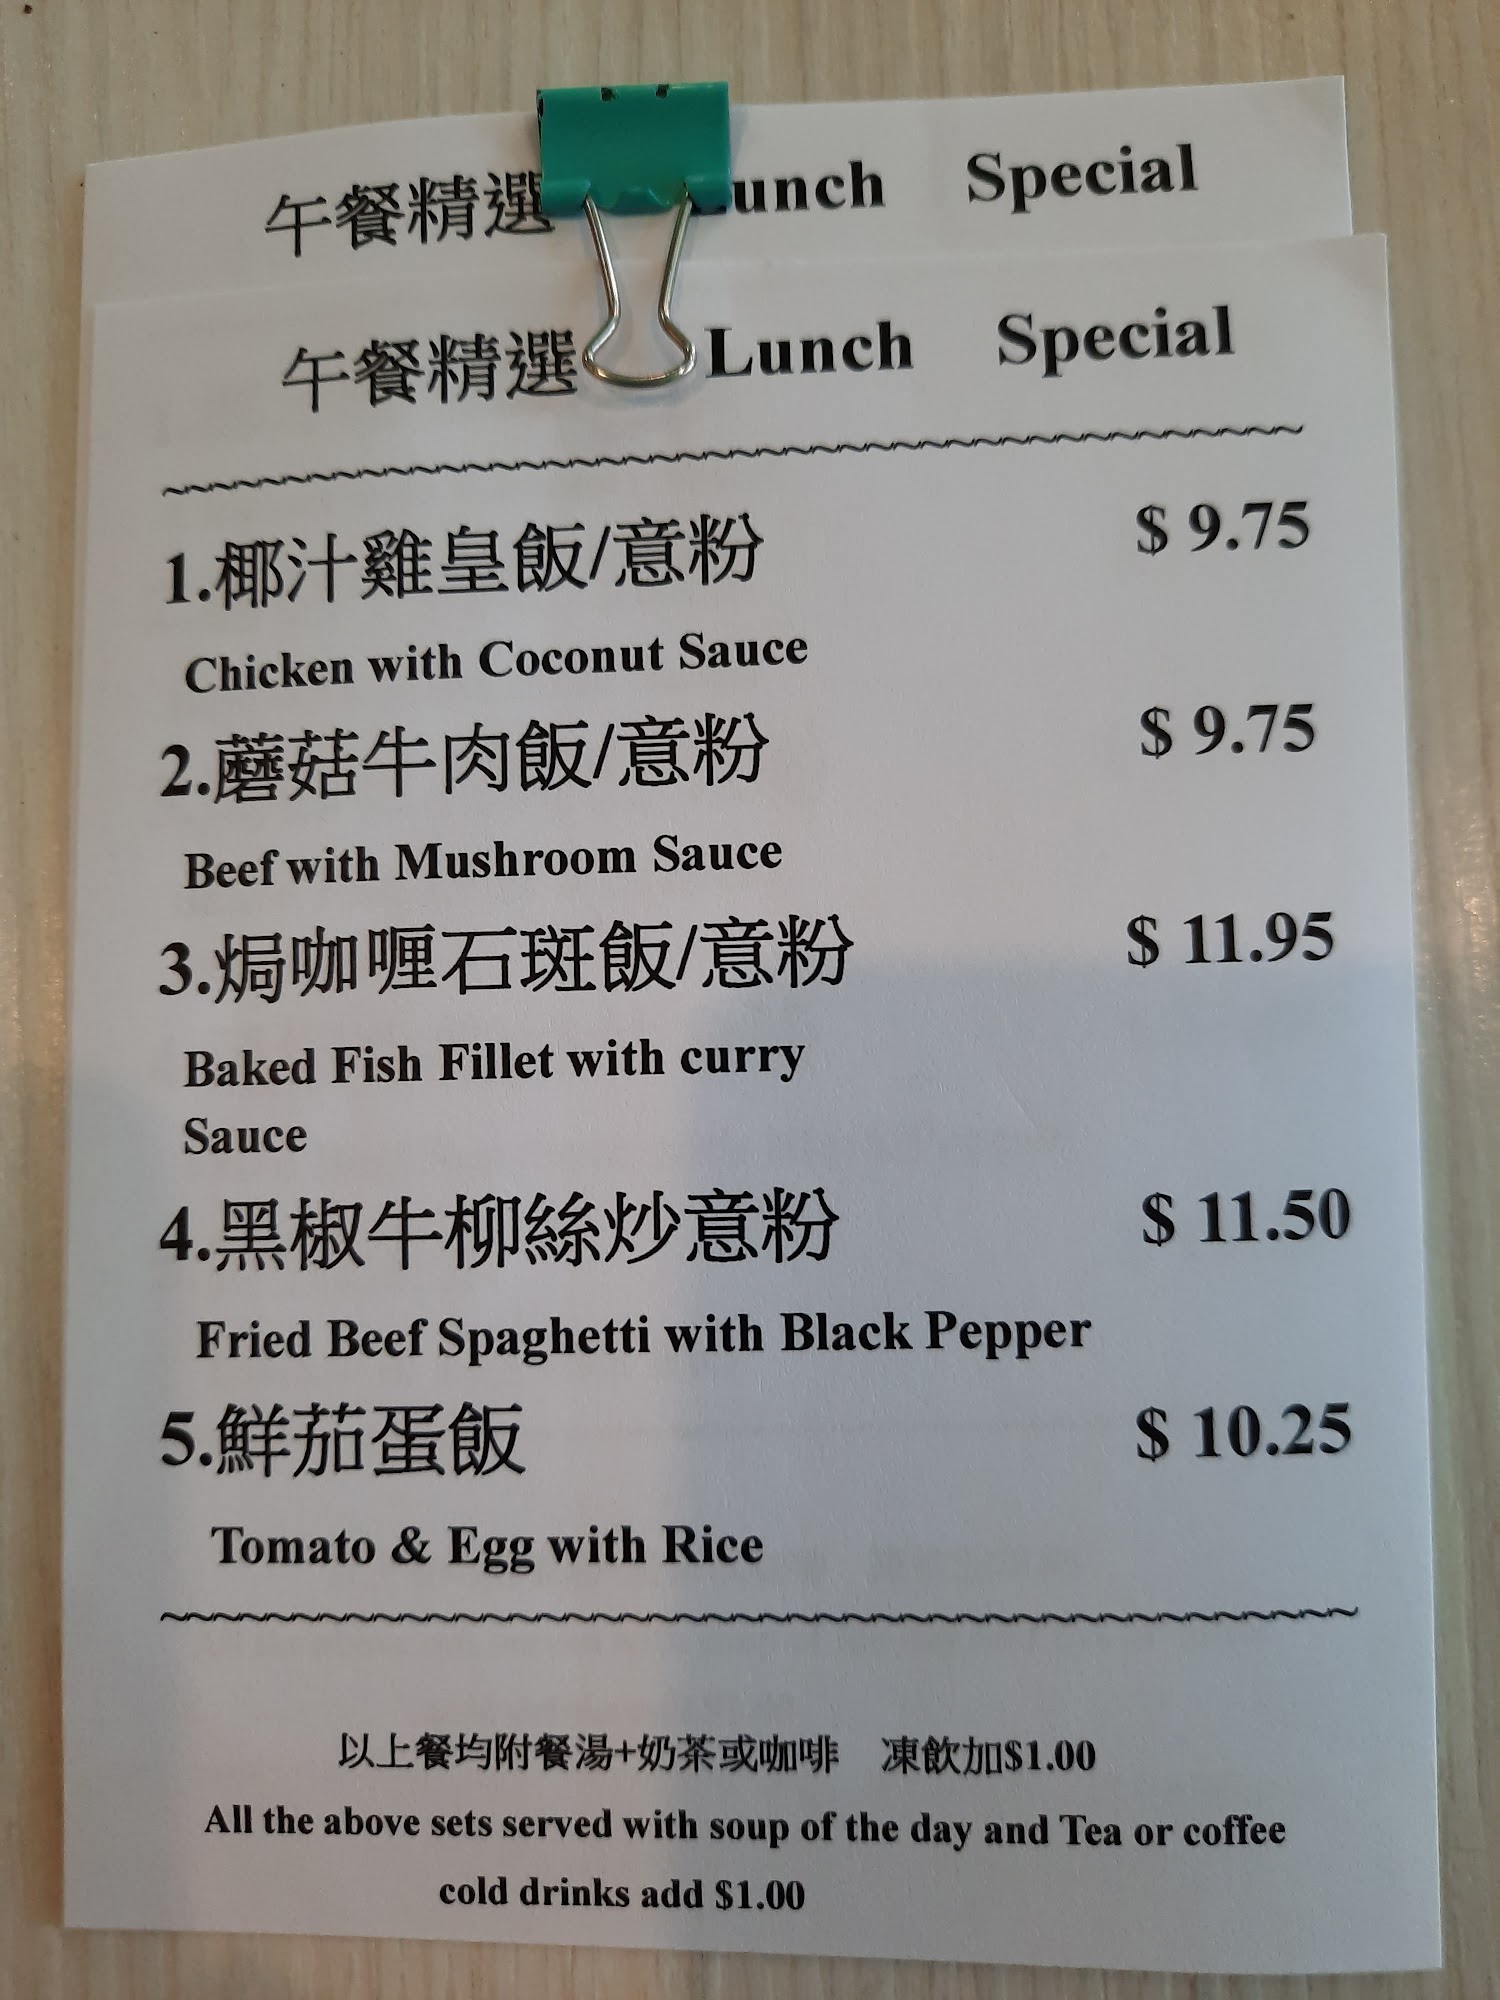 午餐精選 unch Special
午餐精選 Lunch Special
~~~~~~~~~~~~~~~~~~~~~~~~~~~~~~~~~~~~
1.椰汁雞皇飯/意粉 $ 9.75
Chicken with Coconut Sauce
2.蘑菇牛肉飯/意粉 $ 9.75
Beef with Mushroom Sauce
3.焗咖喱石斑飯/意粉 $ 11.95
Baked Fish Fillet with curry
Sauce
4.黑椒牛柳絲炒意粉 $ 11.50
Fried Beef Spaghetti with Black Pepper
5.鮮茄蛋飯 $ 10.25
Tomato & Egg with Rice
~~~~~~~~~~~~~~~~~~~~~~~~~~~~~~~~~~~~
以上餐均附餐湯+奶茶或咖啡 凍飲加$1.00
All the above sets served with soup of the day and Tea or coffee
cold drinks add $1.00